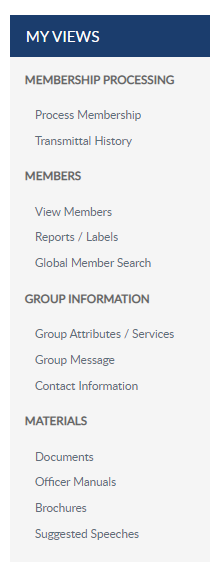 MY VIEWS
MEMBERSHIP PROCESSING
Process Membership
Transmittal History
MEMBERS
View Members
Reports / Labels
Global Member Search
GROUP INFORMATION
Group Attributes / Services
Group Message
Contact Information
MATERIALS
Documents
Officer Manuals
Brochures
Suggested Speeches